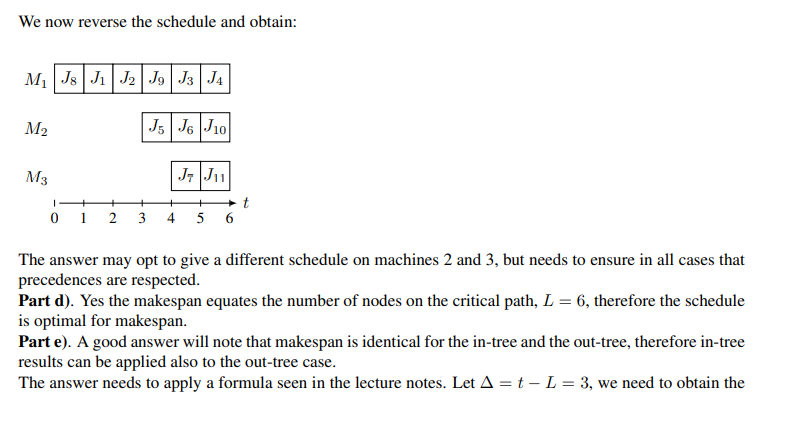 We now reverse the schedule and obtain:
M₁ J₈ J₁ J₂ J₉ J₃ J₄
M₂ J₅ J₆ J₁₀
M₃ J₇ J₁₁
t
0 1 2 3 4 5 6
The answer may opt to give a different schedule on machines 2 and 3, but needs to ensure in all cases that
precedences are respected.
Part d). Yes the makespan equates the number of nodes on the critical path, L = 6, therefore the schedule
is optimal for makespan.
Part e). A good answer will note that makespan is identical for the in-tree and the out-tree, therefore in-tree
results can be applied also to the out-tree case.
The answer needs to apply a formula seen in the lecture notes. Let Δ = t − L = 3, we need to obtain the